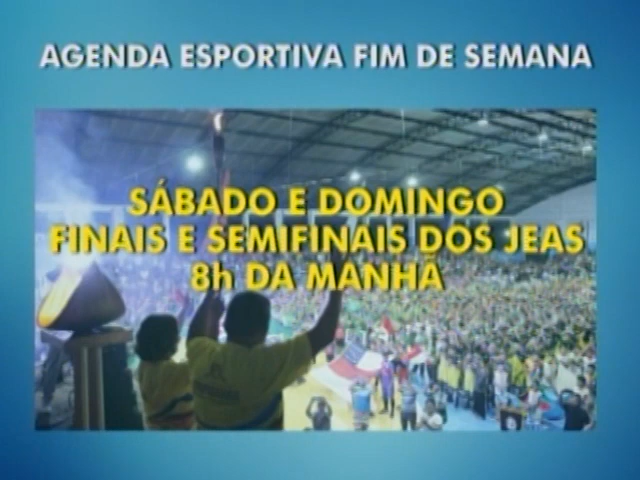 AGENDA ESPORTIVA FIM DE SEMANA
SÁBADO E DOMINGO
FINAIS E SEMIFINAIS DOS JEAS
8h DA MANHÃ